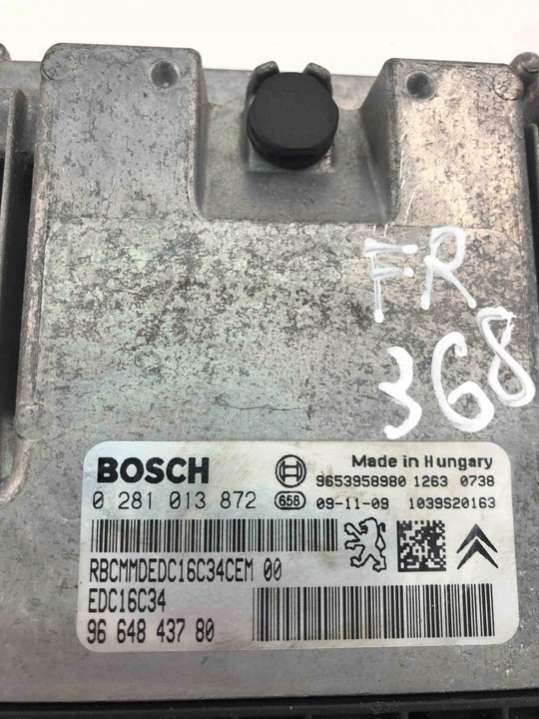 FR
368
BOSCH
Made in Hungary
9653958980 1263 0738
0 281 013 872
658
09-11-09 1039S20163
RBCMMDEDC16C34CEM 00
EDC16C34
96 648 437 80